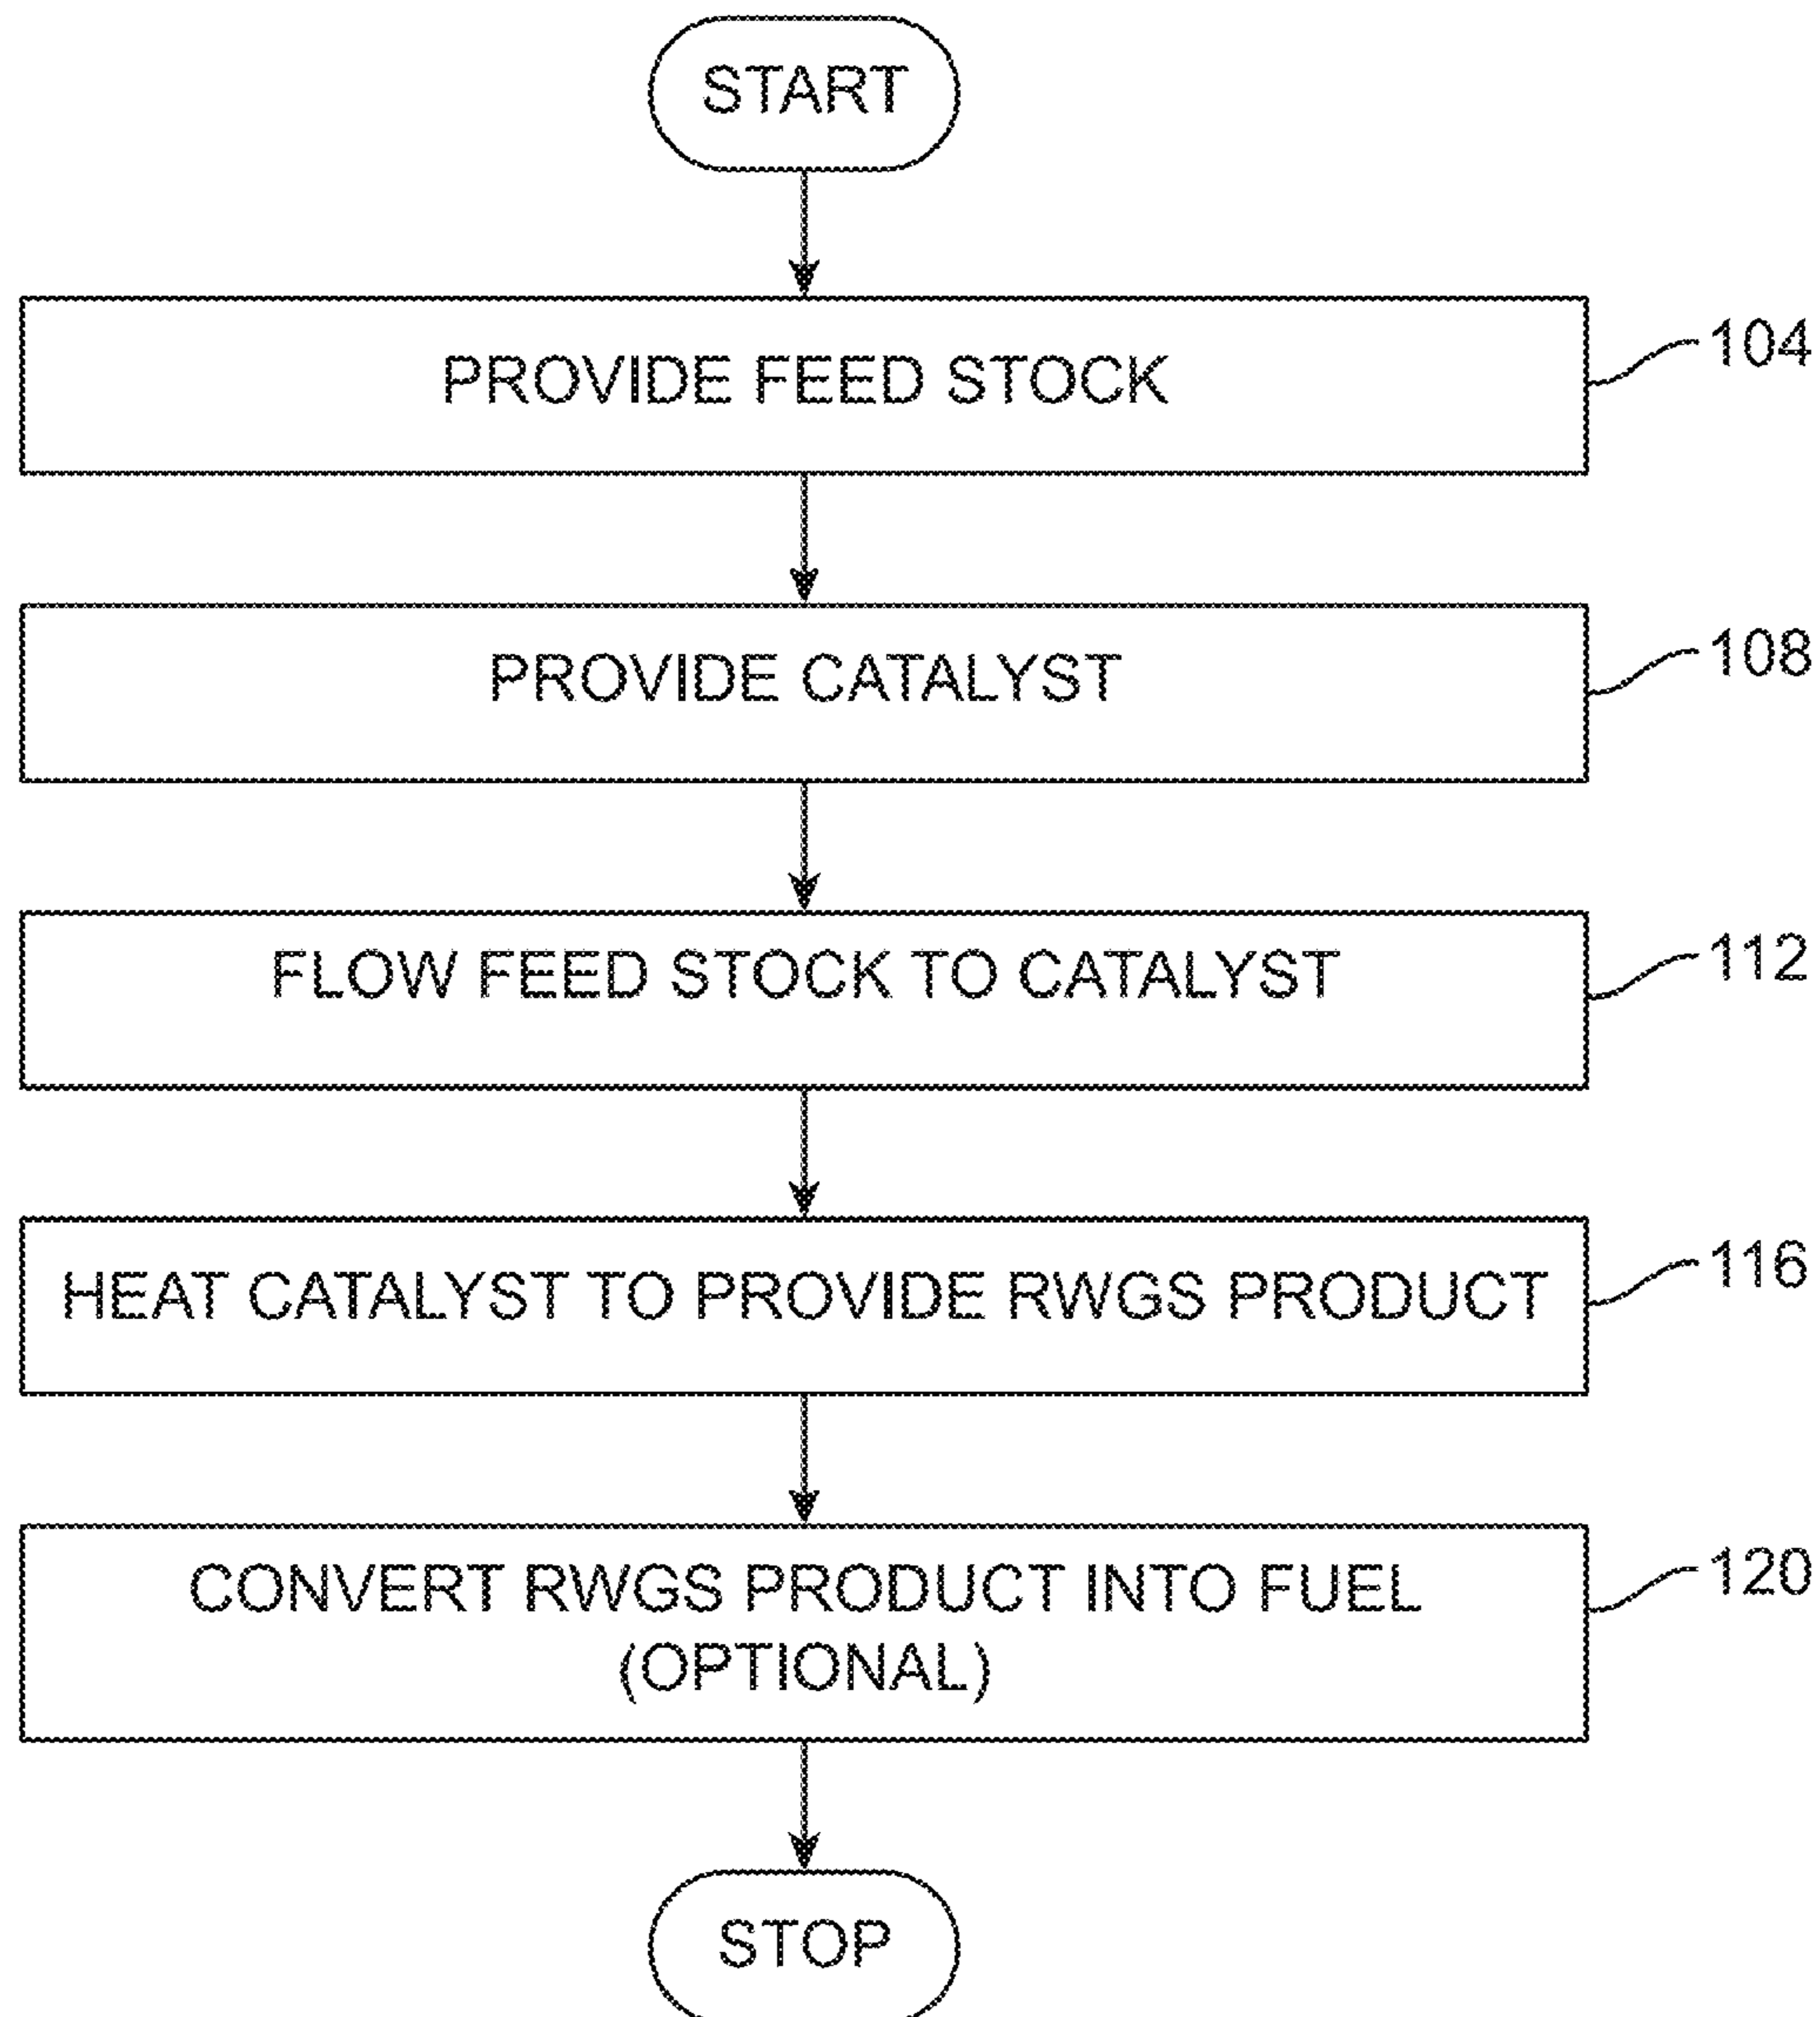 START
PROVIDE FEED STOCK
104
PROVIDE CATALYST
108
FLOW FEED STOCK TO CATALYST
112
HEAT CATALYST TO PROVIDE RWGS PRODUCT
116
CONVERT RWGS PRODUCT INTO FUEL
(OPTIONAL)
120
STOP